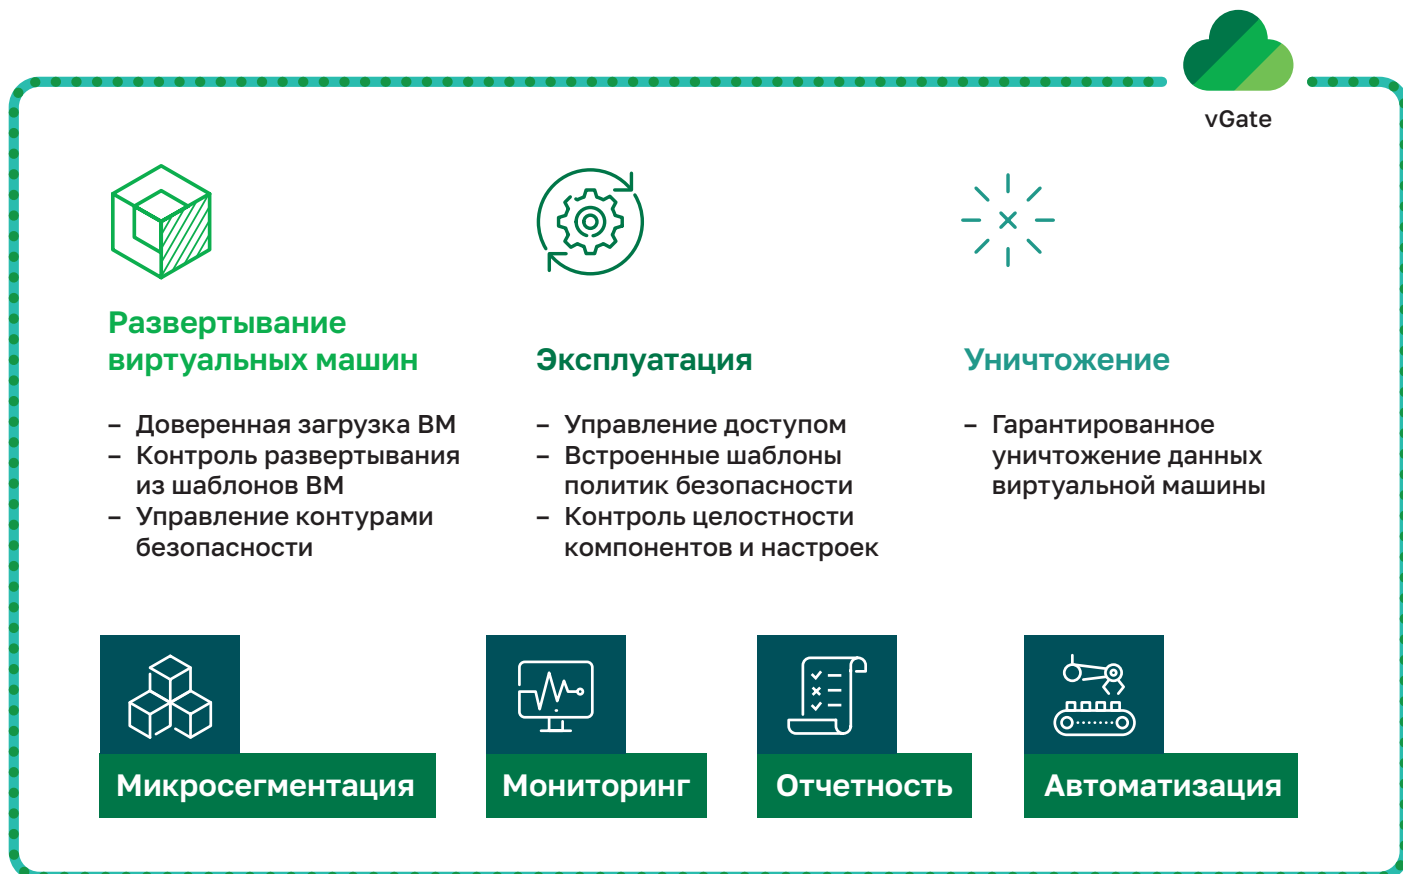 vGate
Развертывание
виртуальных машин
– Доверенная загрузка ВМ
– Контроль развертывания
из шаблонов ВМ
– Управление контурами
безопасности
Эксплуатация
– Управление доступом
– Встроенные шаблоны
политик безопасности
– Контроль целостности
компонентов и настроек
Уничтожение
– Гарантированное
уничтожение данных
виртуальной машины
Микросегментация
Мониторинг
Отчетность
Автоматизация